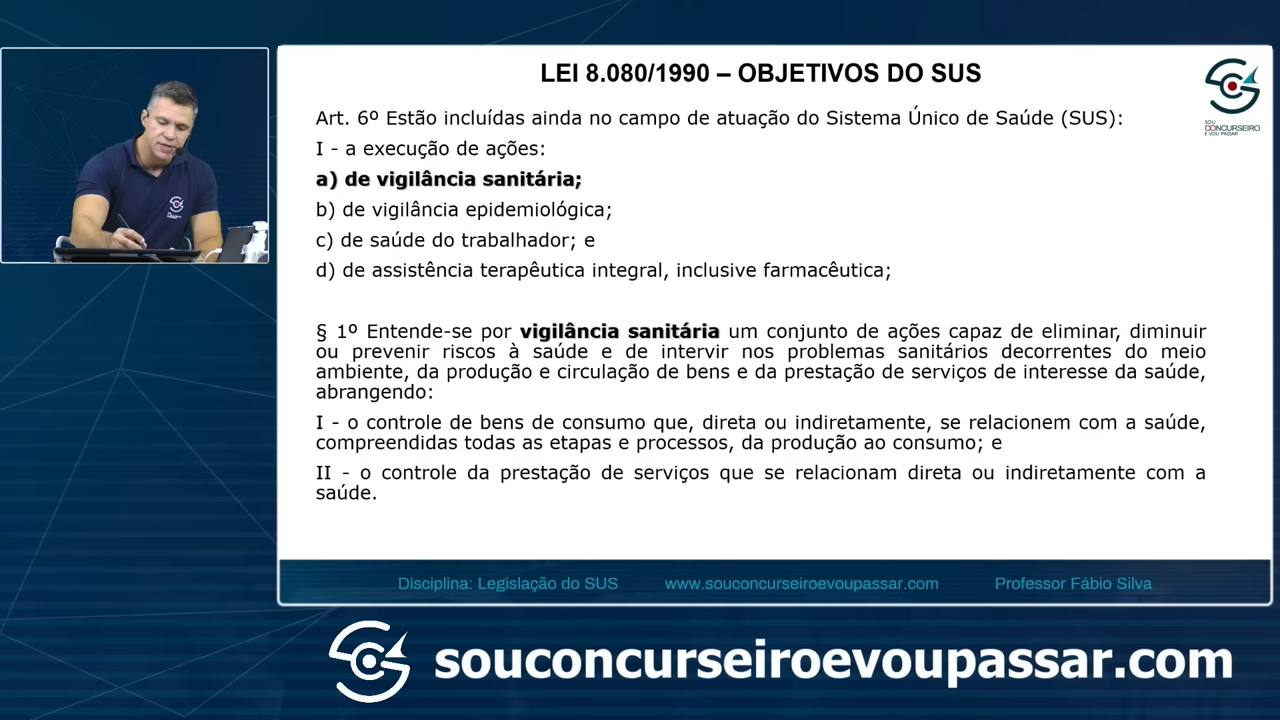 LEI 8.080/1990 – OBJETIVOS DO SUS
SOU
CONCURSEIRO
E VOU PASSAR
Art. 6º Estão incluídas ainda no campo de atuação do Sistema Único de Saúde (SUS):
I - a execução de ações:
a) de vigilância sanitária;
b) de vigilância epidemiológica;
c) de saúde do trabalhador; e
d) de assistência terapêutica integral, inclusive farmacêutica;
§ 1º Entende-se por vigilância sanitária um conjunto de ações capaz de eliminar, diminuir
ou prevenir riscos à saúde e de intervir nos problemas sanitários decorrentes do meio
ambiente, da produção e circulação de bens e da prestação de serviços de interesse da saúde,
abrangendo:
I - o controle de bens de consumo que, direta ou indiretamente, se relacionem com a saúde,
compreendidas todas as etapas e processos, da produção ao consumo; e
II - o controle da prestação de serviços que se relacionam direta ou indiretamente com a
saúde.
Disciplina: Legislação do SUS www.souconcurseiroevoupassar.com Professor Fábio Silva
souconcurseiroevoupassar.com